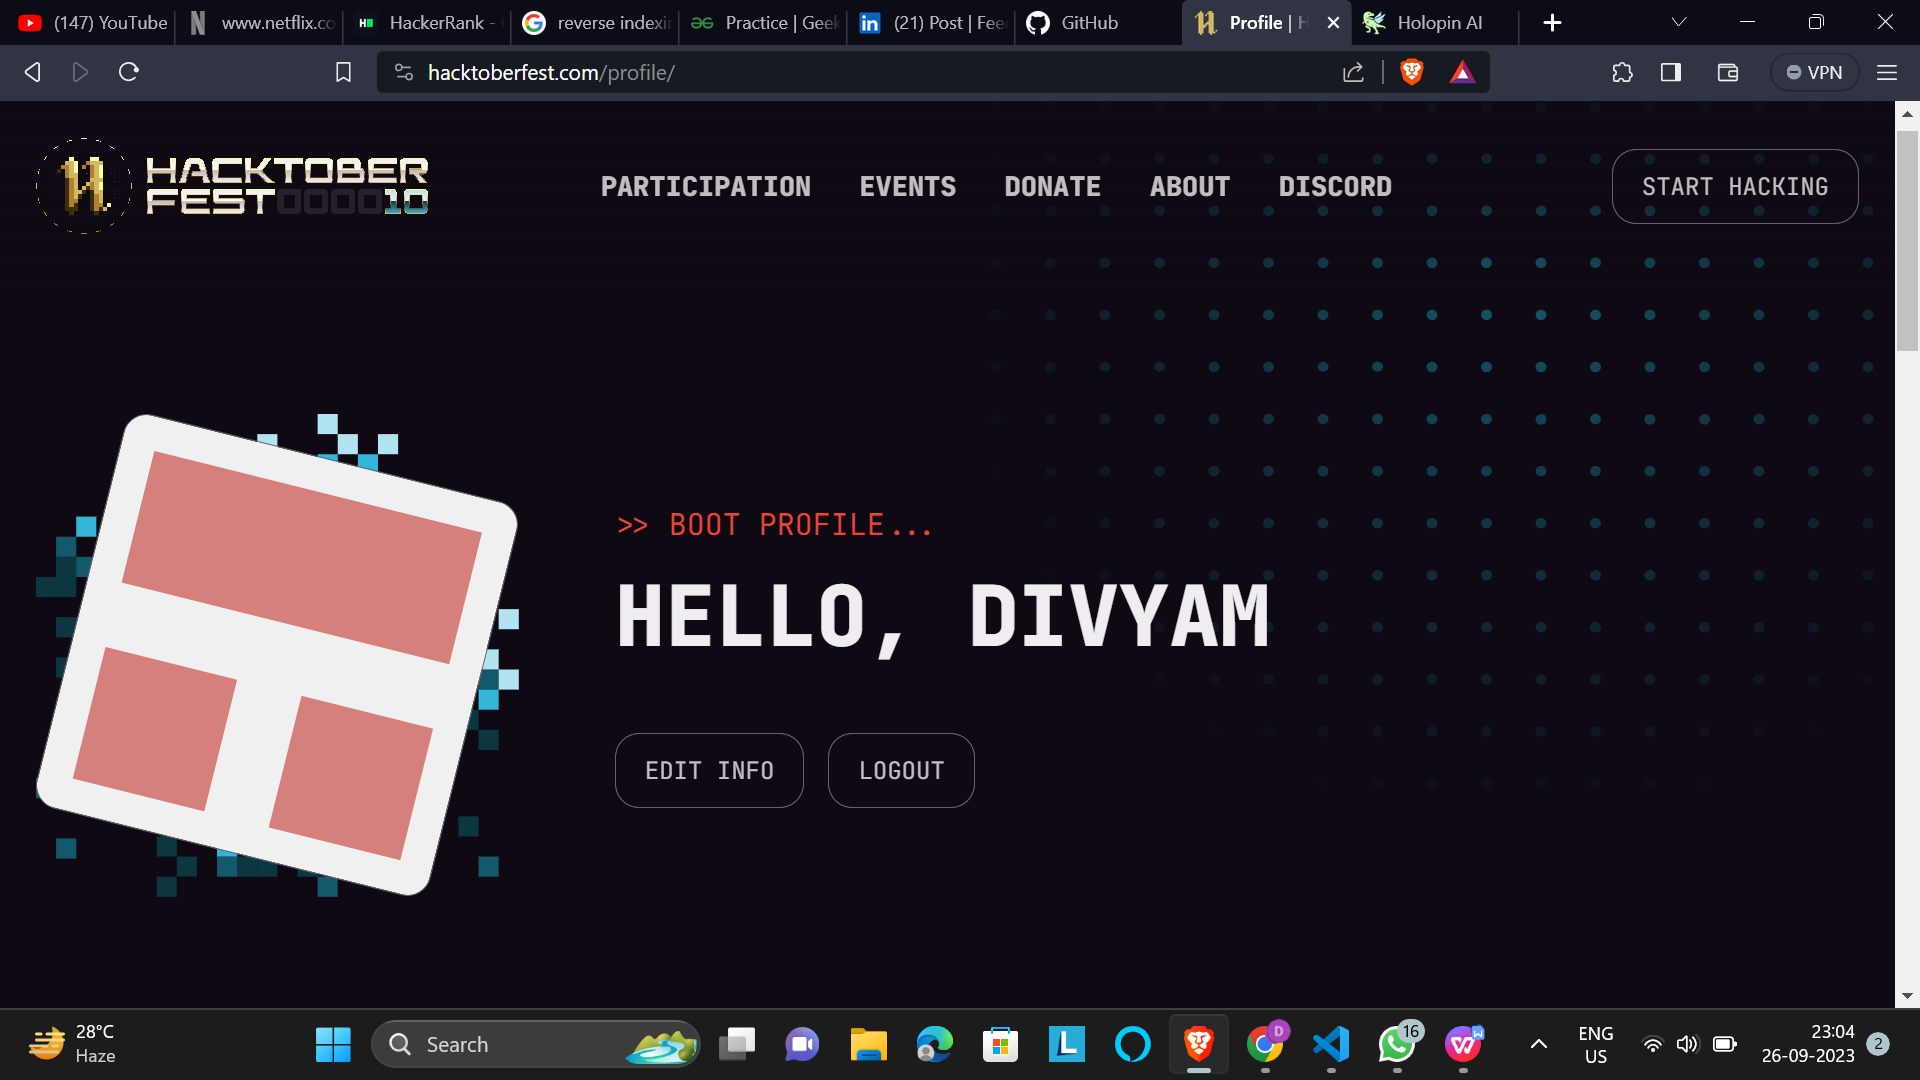 (147) YouTube
www.netflix.co
HackerRank -
reverse indexi
Practice | Geek
(21) Post | Fee
GitHub
Profile | H
Holopin AI
hacktoberfest.com/profile/
VPN
HACKTOBER
FEST000010
PARTICIPATION
EVENTS
DONATE
ABOUT
DISCORD
START HACKING
>> BOOT PROFILE...
HELLO, DIVYAM
EDIT INFO
LOGOUT
28°C
Haze
Search
L
D
16
ENG
US
23:04
26-09-2023
2